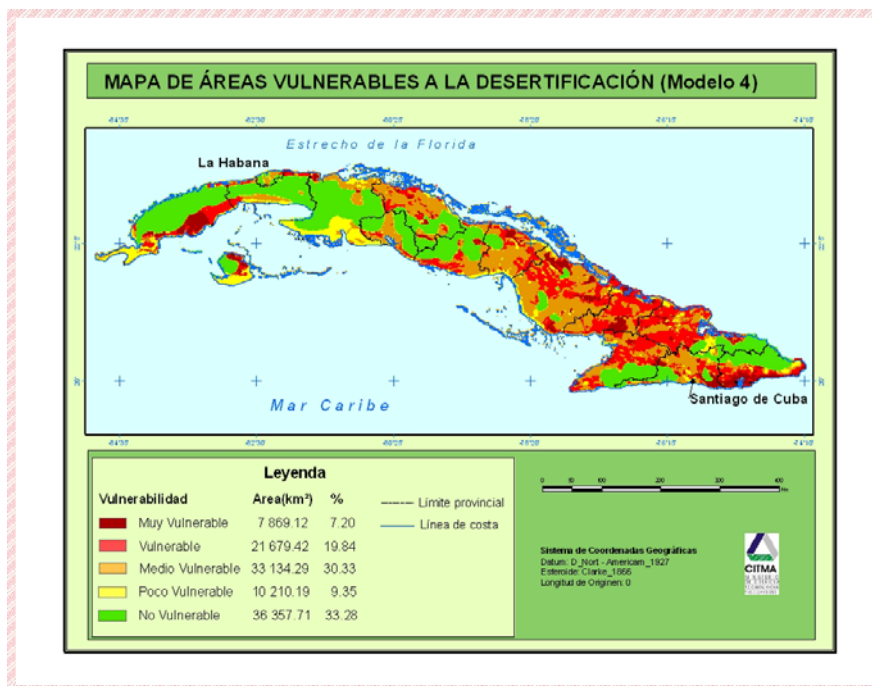 MAPA DE ÁREAS VULNERABLES A LA DESERTIFICACIÓN (Modelo 4)
Estrecho de la Florida
La Habana
Mar Caribe
Santiago de Cuba
Leyenda
Vulnerabilidad Area(km²) %
Muy Vulnerable 7 869.12 7.20
Vulnerable 21 679.42 19.84
Medio Vulnerable 33 134.29 30.33
Poco Vulnerable 10 210.19 9.35
No Vulnerable 36 357.71 33.28
Límite provincial
Línea de costa
Sistema de Coordenadas Geográficas
Datum: D_Nort - American_1927
Esteroide: Clarke_1866
Longitud de Originen: 0
CITMA